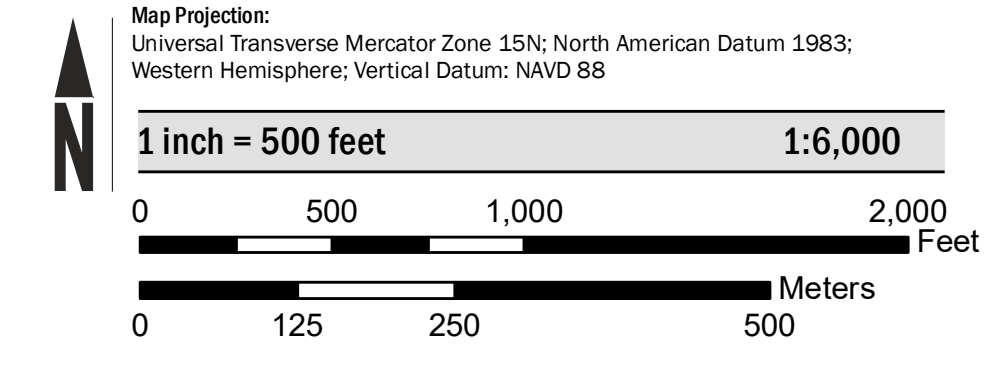 Map Projection:
Universal Transverse Mercator Zone 15N; North American Datum 1983;
Western Hemisphere; Vertical Datum: NAVD 88
N
1 inch = 500 feet 1:6,000
0 500 1,000 2,000
Feet
Meters
0 125 250 500